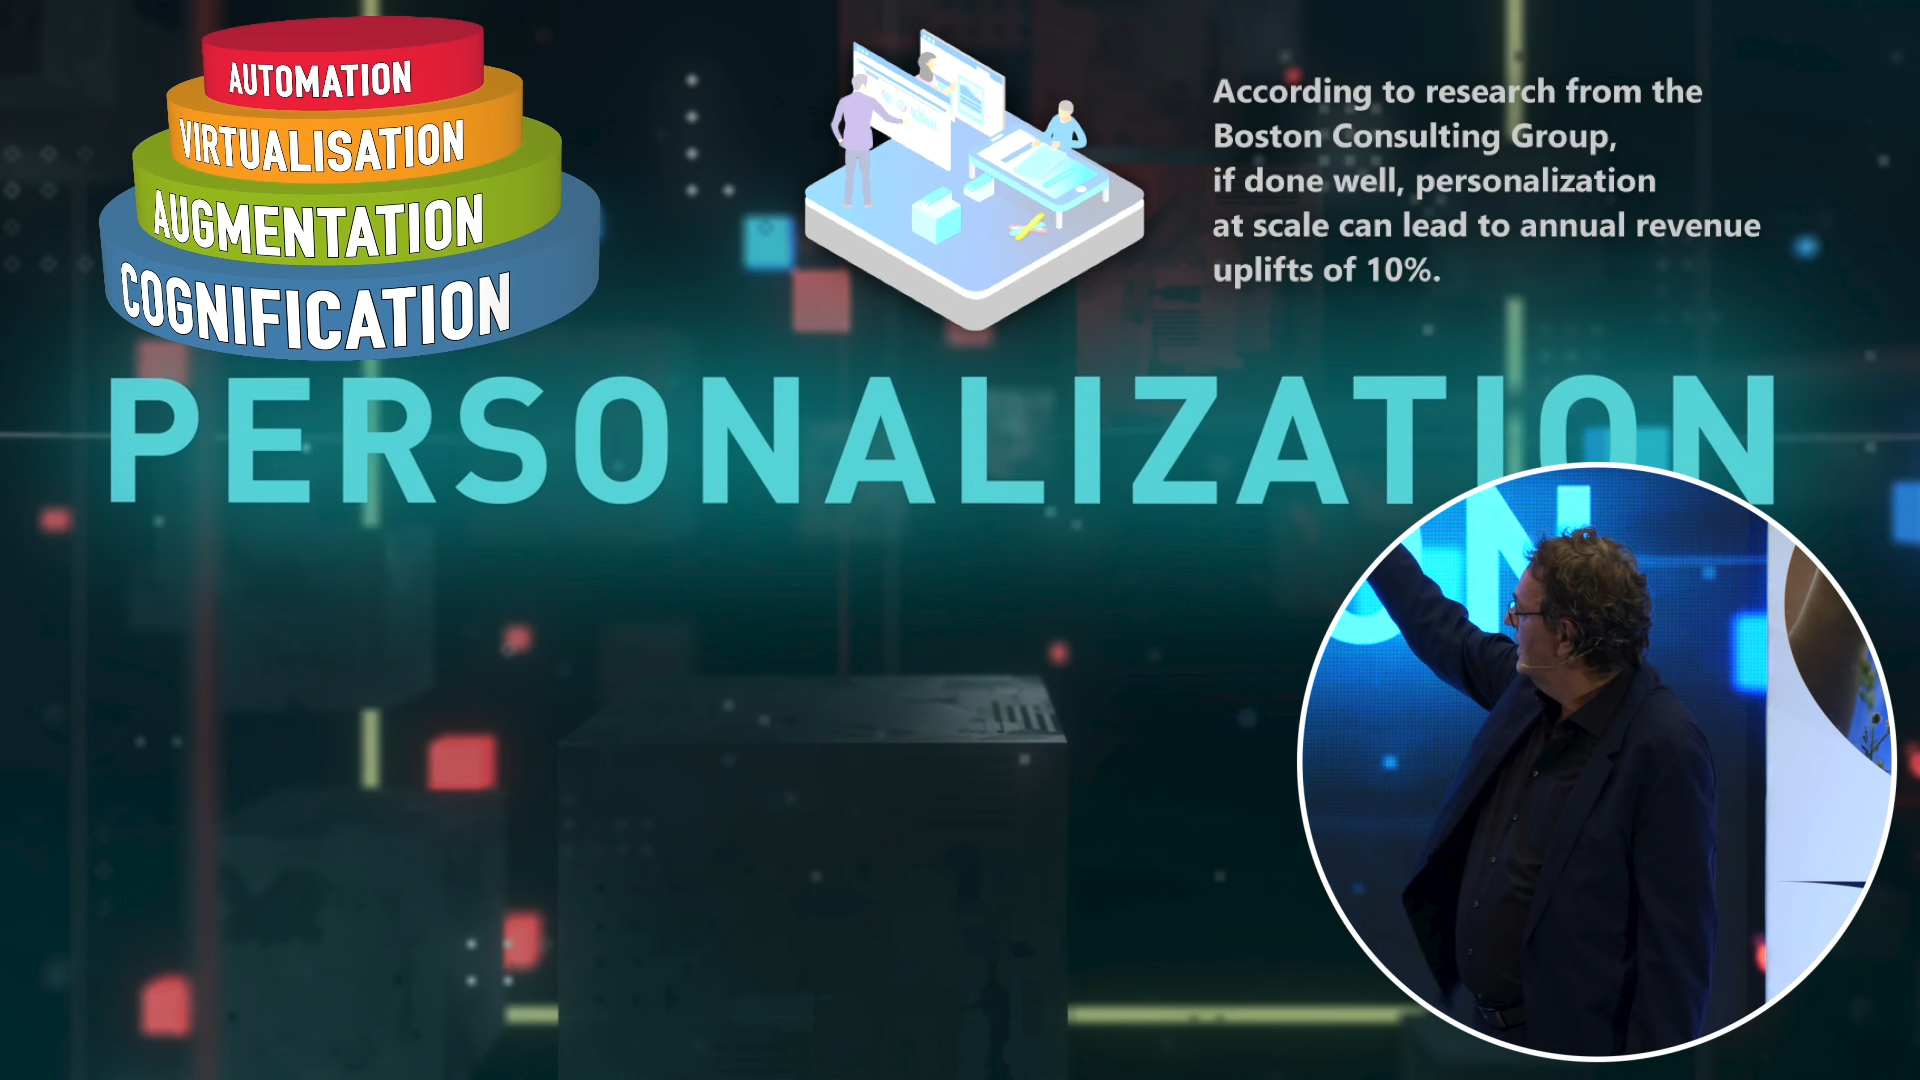 AUTOMATION
VIRTUALISATION
AUGMENTATION
COGNIFICATION
According to research from the
Boston Consulting Group,
if done well, personalization
at scale can lead to annual revenue
uplifts of 10%.
PERSONALIZATION
ON